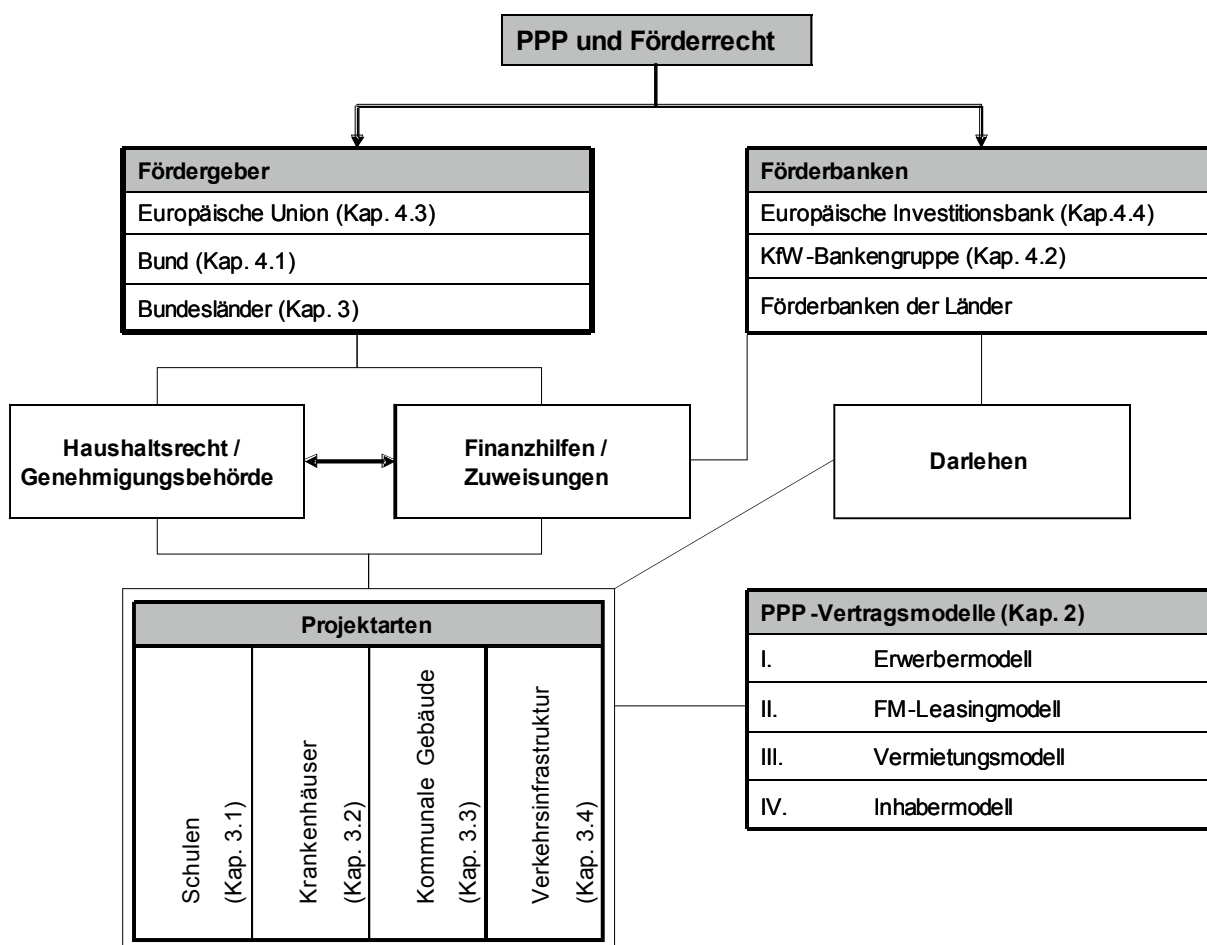 PPP und Förderrecht
Fördergeber
Europäische Union (Kap. 4.3)
Bund (Kap. 4.1)
Bundesländer (Kap. 3)
Förderbanken
Europäische Investitionsbank (Kap.4.4)
KfW-Bankengruppe (Kap. 4.2)
Förderbanken der Länder
Haushaltsrecht /
Genehmigungsbehörde
Finanzhilfen /
Zuweisungen
Darlehen
Projektarten
Schulen
(Kap. 3.1)
Krankenhäuser
(Kap. 3.2)
Kommunale Gebäude
(Kap. 3.3)
Verkehrsinfrastruktur
(Kap. 3.4)
PPP-Vertragsmodelle (Kap. 2)
I. Erwerbermodell
II. FM-Leasingmodell
III. Vermietungsmodell
IV. Inhabermodell